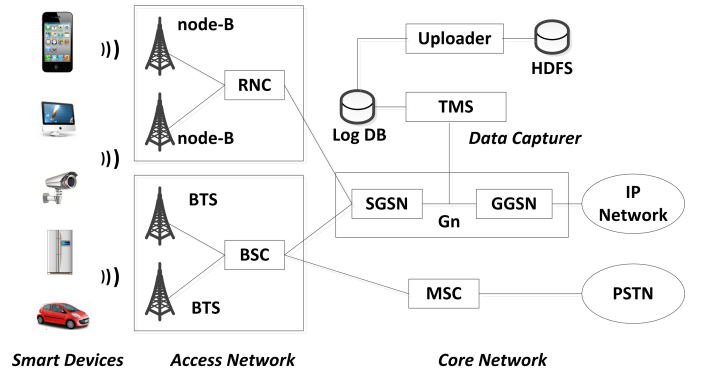 node-B
Uploader
HDFS
RNC
Log DB
TMS
node-B
Data Capturer
BTS
SGSN
GGSN
Gn
IP
Network
BSC
MSC
PSTN
BTS
Smart Devices
Access Network
Core Network